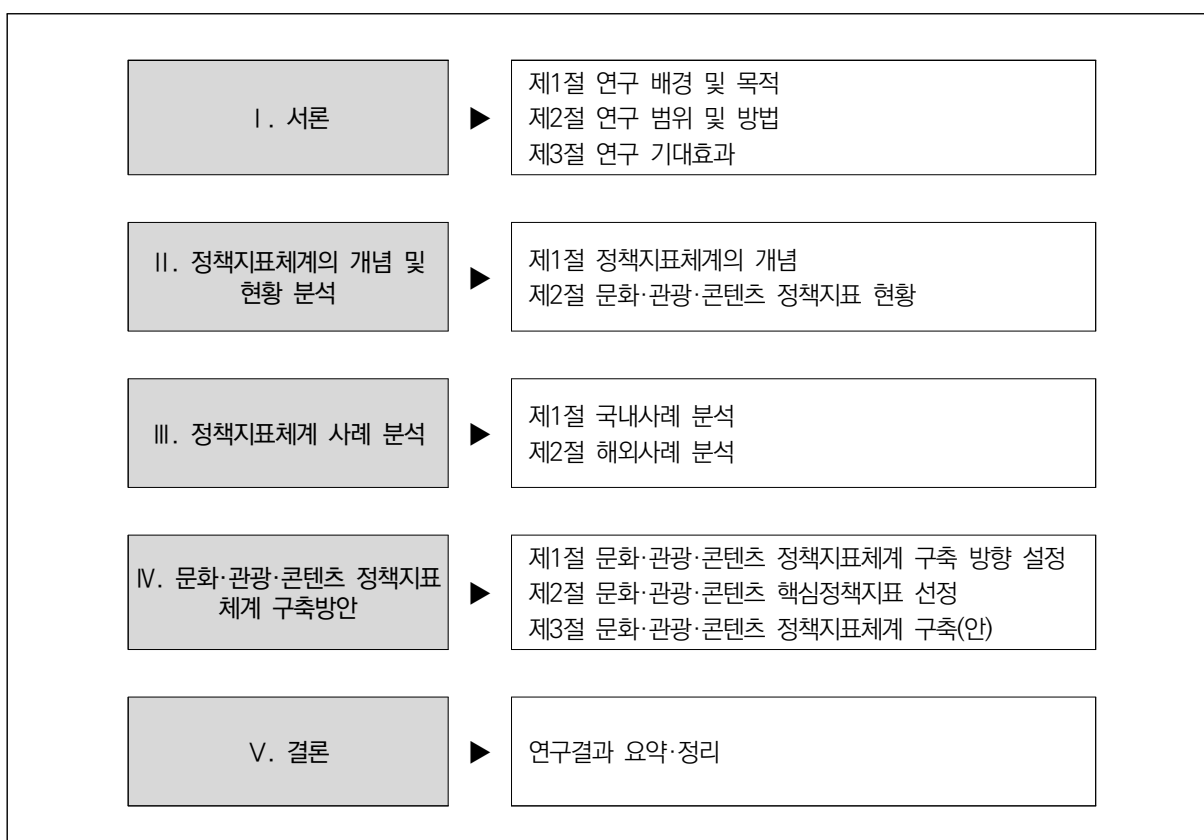 Ⅰ. 서론
제1절 연구 배경 및 목적
제2절 연구 범위 및 방법
제3절 연구 기대효과
Ⅱ. 정책지표체계의 개념 및
현황 분석
제1절 정책지표체계의 개념
제2절 문화·관광·콘텐츠 정책지표 현황
Ⅲ. 정책지표체계 사례 분석
제1절 국내사례 분석
제2절 해외사례 분석
Ⅳ. 문화·관광·콘텐츠 정책지표
체계 구축방안
제1절 문화·관광·콘텐츠 정책지표체계 구축 방향 설정
제2절 문화·관광·콘텐츠 핵심정책지표 선정
제3절 문화·관광·콘텐츠 정책지표체계 구축(안)
Ⅴ. 결론
연구결과 요약·정리